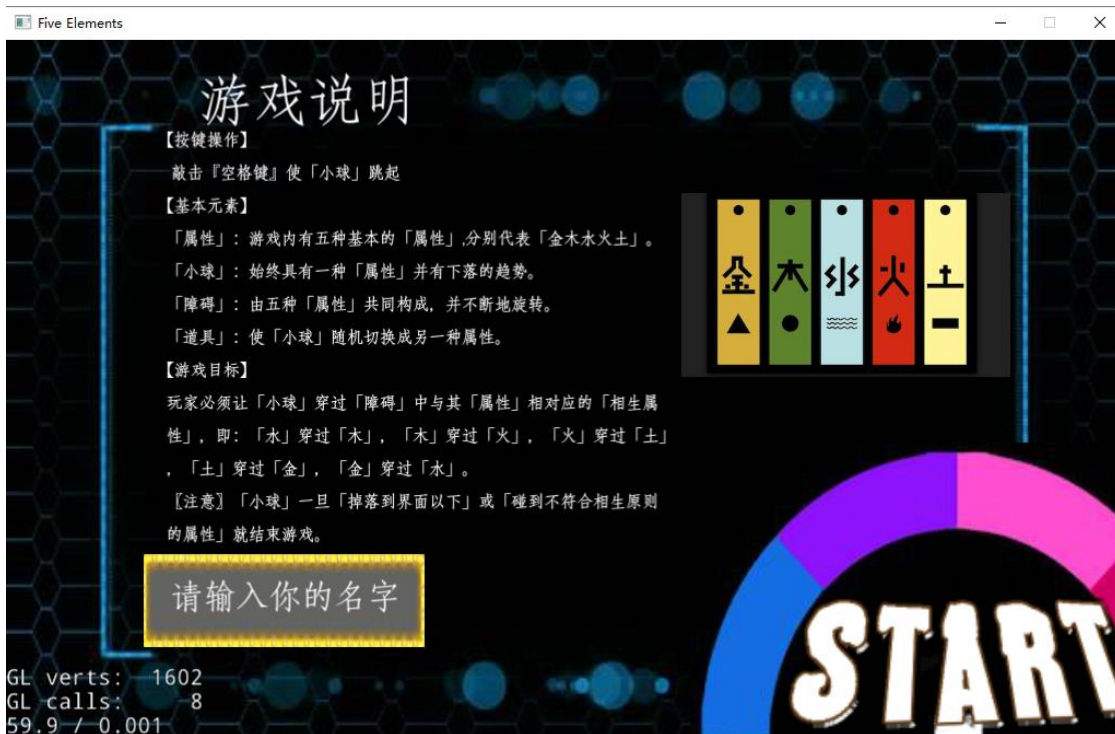 Five Elements
游戏说明
【按键操作】
敲击『空格键』使「小球」跳起
【基本元素】
「属性」：游戏内有五种基本的「属性」,分别代表「金木水火土」。
「小球」：始终具有一种「属性」并有下落的趋势。
「障碍」：由五种「属性」共同构成，并不断地旋转。
「道具」：使「小球」随机切换成另一种属性。
【游戏目标】
玩家必须让「小球」穿过「障碍」中与其「属性」相对应的「相生属
性」，即：「水」穿过「木」，「木」穿过「火」，「火」穿过「土」
，「土」穿过「金」，「金」穿过「水」。
〖注意〗「小球」一旦「掉落到界面以下」或「碰到不符合相生原则
的属性」就结束游戏。
金 木 水 火 土
请输入你的名字
START
GL verts: 1602
GL calls: 8
59.9 / 0.001